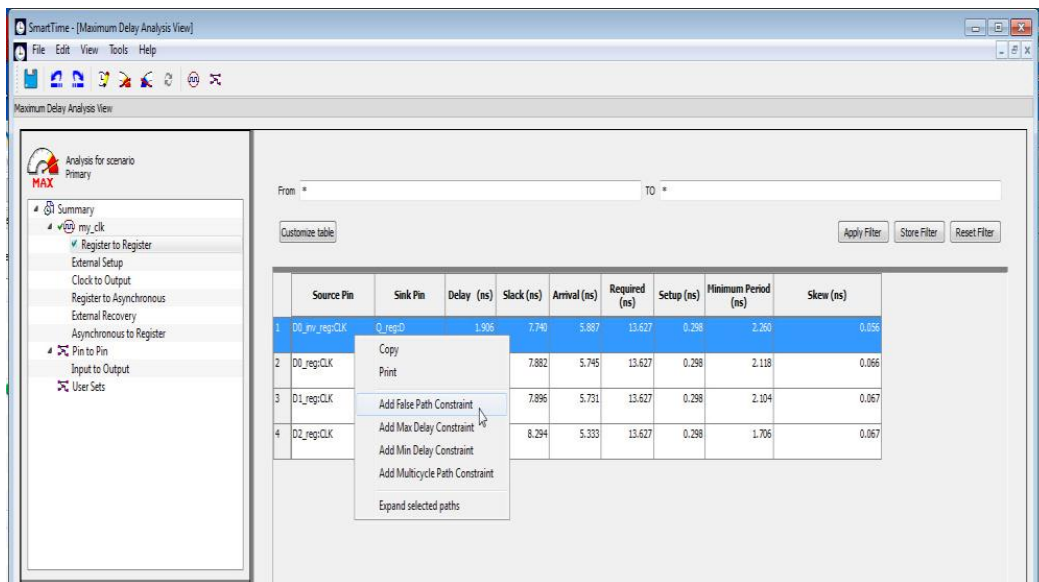 SmartTime - [Maximum Delay Analysis View]
File Edit View Tools Help
Maximum Delay Analysis View
Analysis for scenario
Primary
MAX
Summary
my_clk
Register to Register
External Setup
Clock to Output
Register to Asynchronous
External Recovery
Asynchronous to Register
Pin to Pin
Input to Output
User Sets
From * TO *
Customize table Apply Filter Store Filter Reset Filter
Source Pin Sink Pin Delay (ns) Slack (ns) Arrival (ns) Required (ns) Setup (ns) Minimum Period (ns) Skew (ns)
1 D0_inv_reg:CLK Q_reg:D 1.906 7.740 5.887 13.627 0.298 2.260 0.056
2 D0_reg:CLK 7.882 5.745 13.627 0.298 2.118 0.066
3 D1_reg:CLK 7.896 5.731 13.627 0.298 2.104 0.067
4 D2_reg:CLK 8.294 5.333 13.627 0.298 1.706 0.067
Copy
Print
Add False Path Constraint
Add Max Delay Constraint
Add Min Delay Constraint
Add Multicycle Path Constraint
Expand selected paths